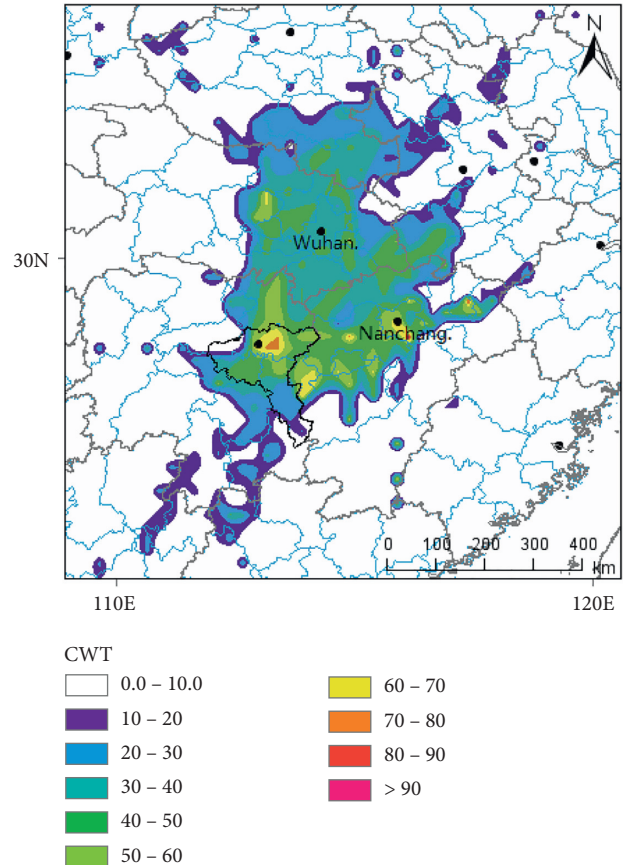 N
Wuhan.
30N
Nanchang.
0 100 200 300 400
km
110E 120E
CWT
0.0 – 10.0
10 – 20
20 – 30
30 – 40
40 – 50
50 – 60
60 – 70
70 – 80
80 – 90
> 90